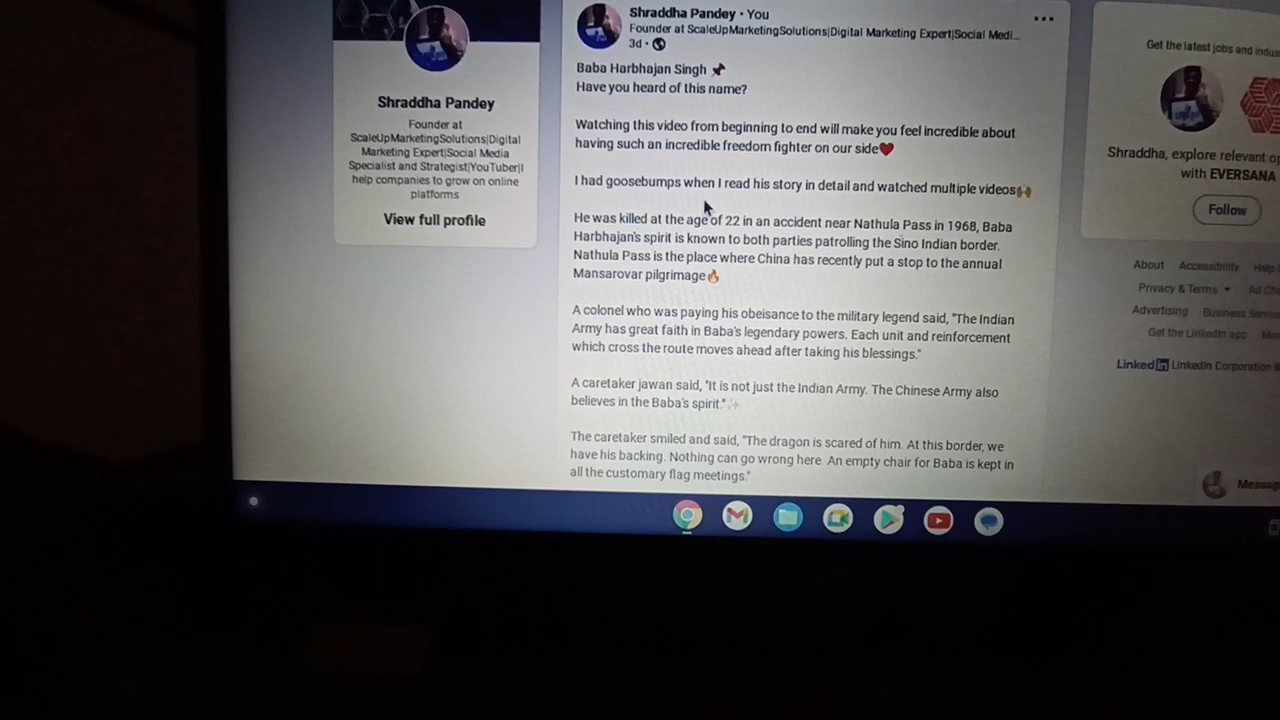 Shraddha Pandey
Founder at
ScaleUpMarketingSolutions|Digital
Marketing Expert|Social Media
Specialist and Strategist|YouTuber|I
help companies to grow on online
platforms
View full profile
Shraddha Pandey • You
Founder at ScaleUpMarketingSolutions|Digital Marketing Expert|Social Medi...
3d •
Baba Harbhajan Singh 📌
Have you heard of this name?
Watching this video from beginning to end will make you feel incredible about
having such an incredible freedom fighter on our side❤️
I had goosebumps when I read his story in detail and watched multiple videos🙌
He was killed at the age of 22 in an accident near Nathula Pass in 1968, Baba
Harbhajan's spirit is known to both parties patrolling the Sino Indian border.
Nathula Pass is the place where China has recently put a stop to the annual
Mansarovar pilgrimage🔥
A colonel who was paying his obeisance to the military legend said, "The Indian
Army has great faith in Baba's legendary powers. Each unit and reinforcement
which cross the route moves ahead after taking his blessings."
A caretaker jawan said, "It is not just the Indian Army. The Chinese Army also
believes in the Baba's spirit."✨
The caretaker smiled and said, "The dragon is scared of him. At this border, we
have his backing. Nothing can go wrong here. An empty chair for Baba is kept in
all the customary flag meetings."
Get the latest jobs and indus
Shraddha, explore relevant op
with EVERSANA
Follow
About Accessibility Help
Privacy & Terms Ad Cho
Advertising Business Servic
Get the LinkedIn app Mo
LinkedIn LinkedIn Corporation ©
Messag